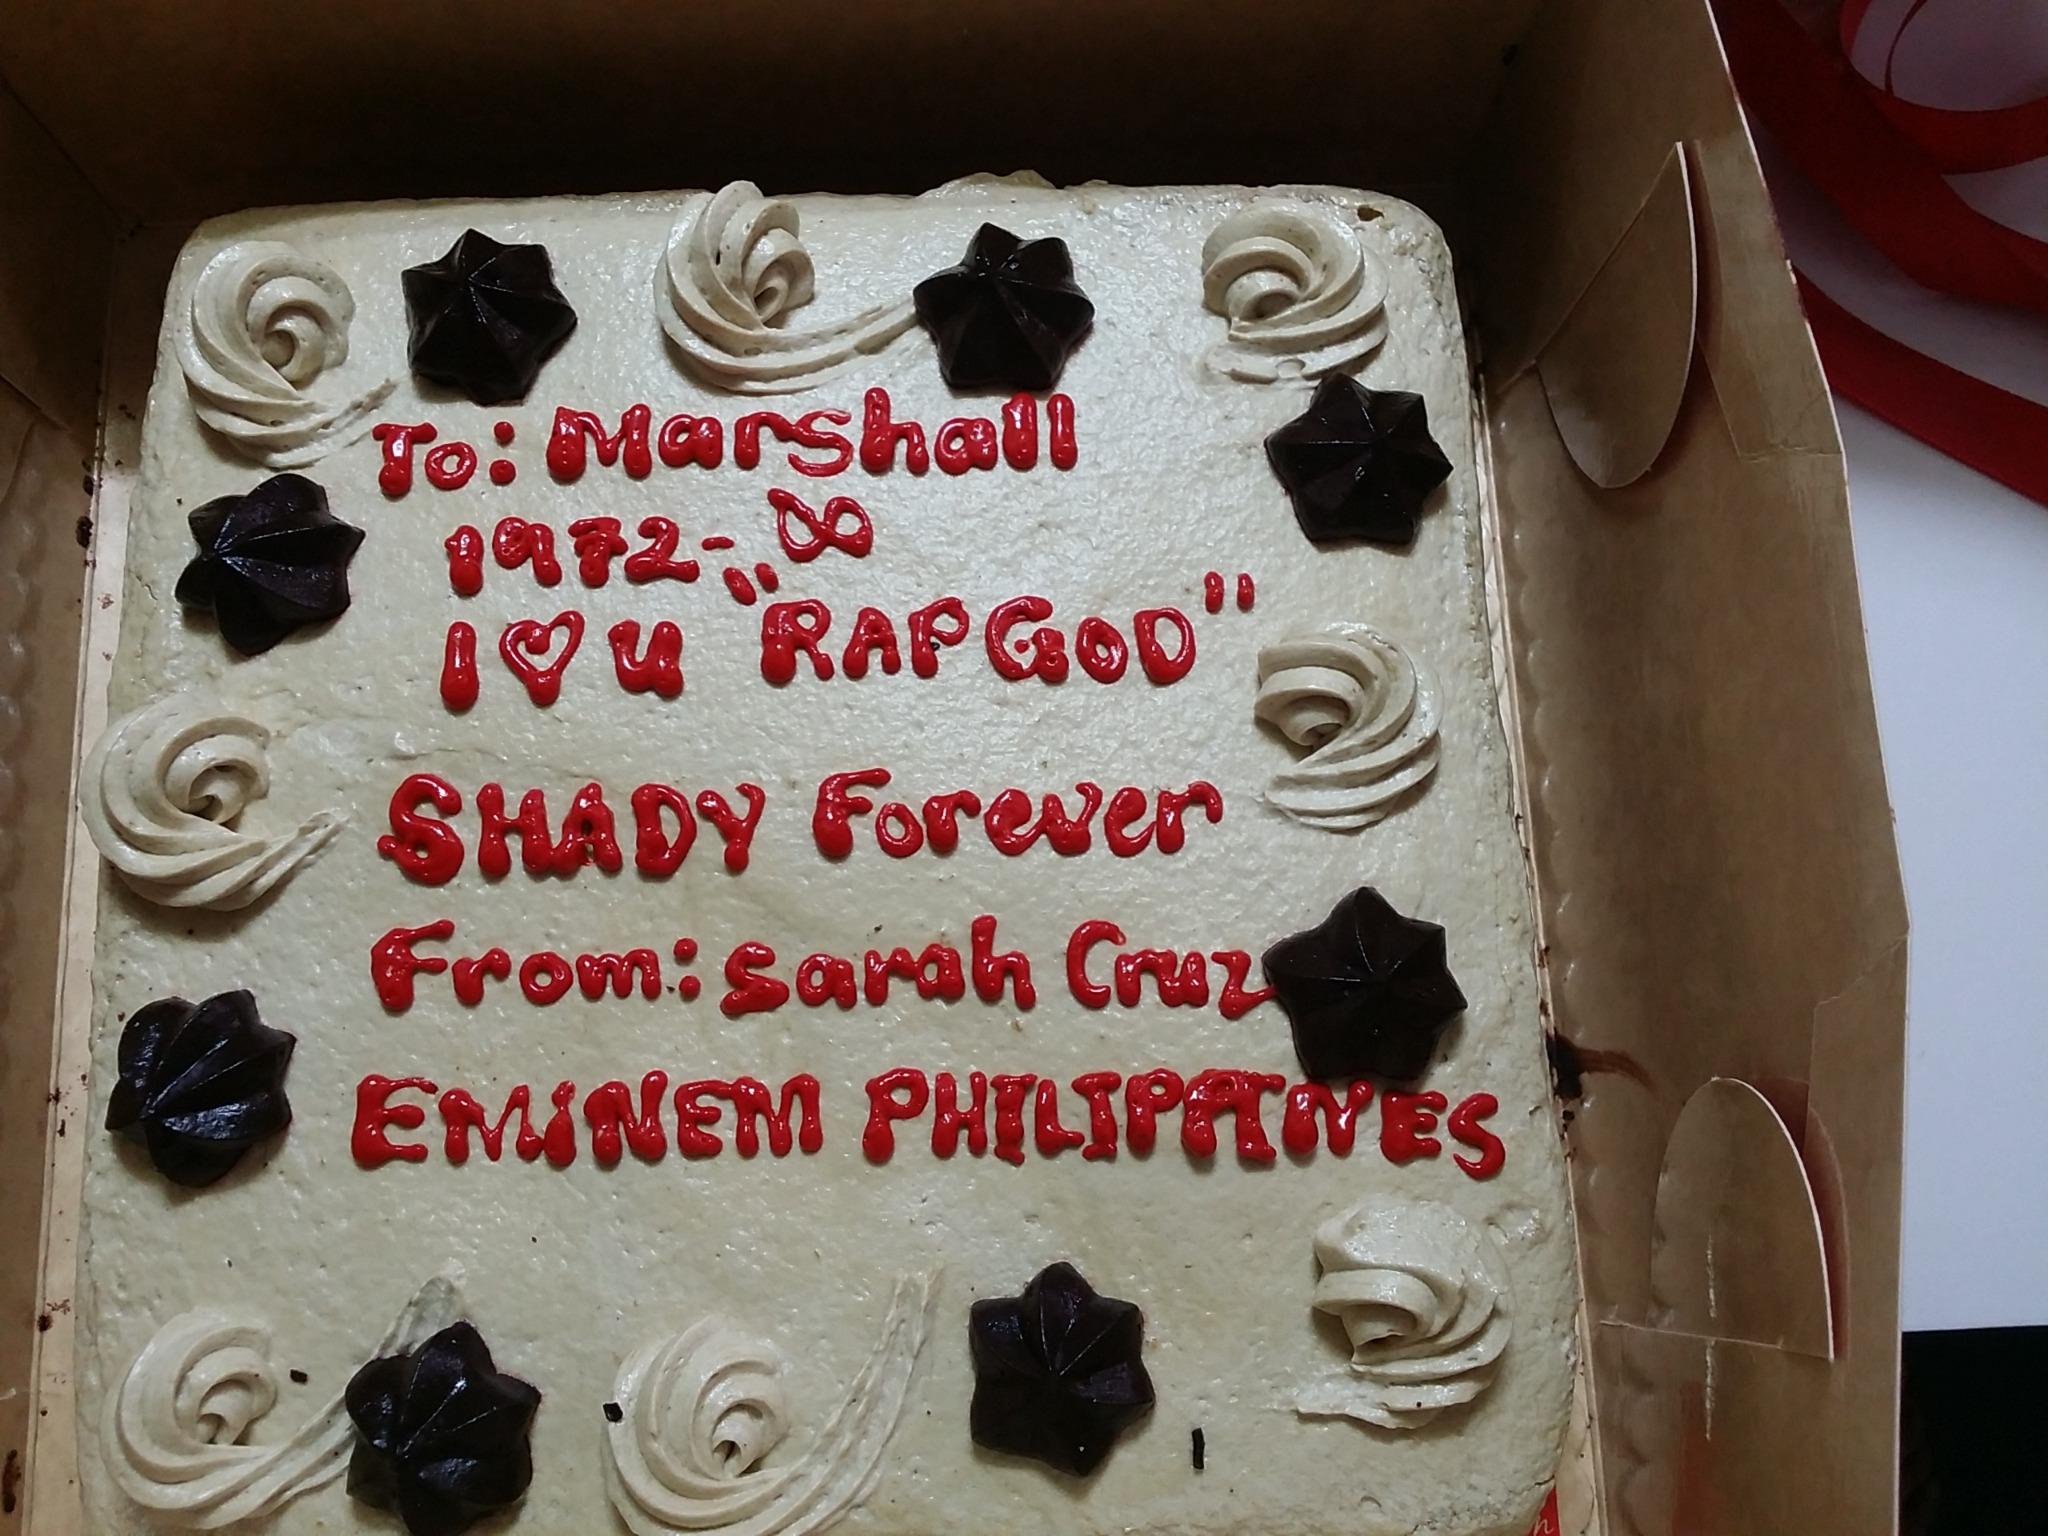 To: Marshall
1972-∞
I ♡ u "RAP GOD"
SHADY Forever
From: Sarah Cruz
EMiNEM PHILIPPINES